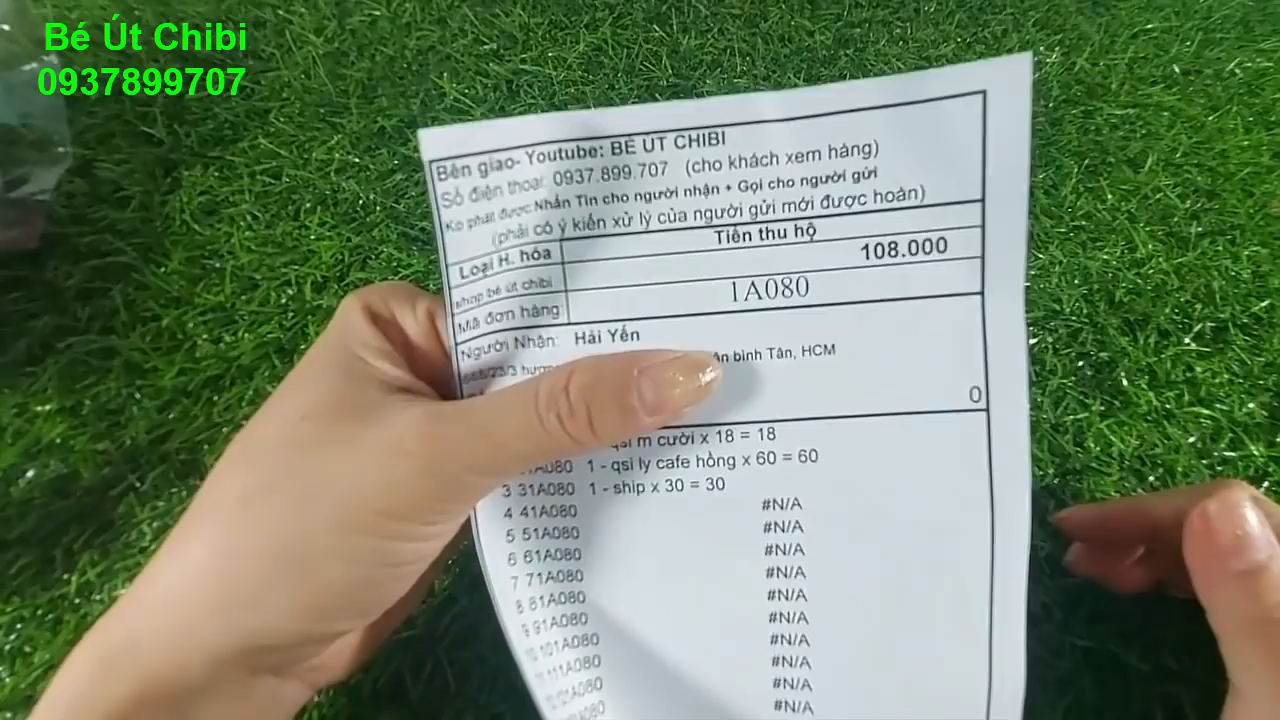 Bé Út Chibi
0937899707
Bên giao- Youtube: BÉ ÚT CHIBI
Số điện thoại: 0937.899.707 (cho khách xem hàng)
Ko phát được: Nhắn Tin cho người nhận + Gọi cho người gửi
(phải có ý kiến xử lý của người gửi mới được hoàn)
Loại H. hóa Tiền thu hộ
shop bé út chibi 108.000
Mã đơn hàng 1A080
Người Nhận: Hải Yến
bình Tân, HCM
0
m cười x 18 = 18
1 - qsi ly cafe hồng x 60 = 60
3 31A080 1 - ship x 30 = 30
4 41A080 #N/A
5 51A080 #N/A
6 61A080 #N/A
7 71A080 #N/A
8 81A080 #N/A
9 91A080 #N/A
10 101A080 #N/A
111A080 #N/A
#N/A
#N/A